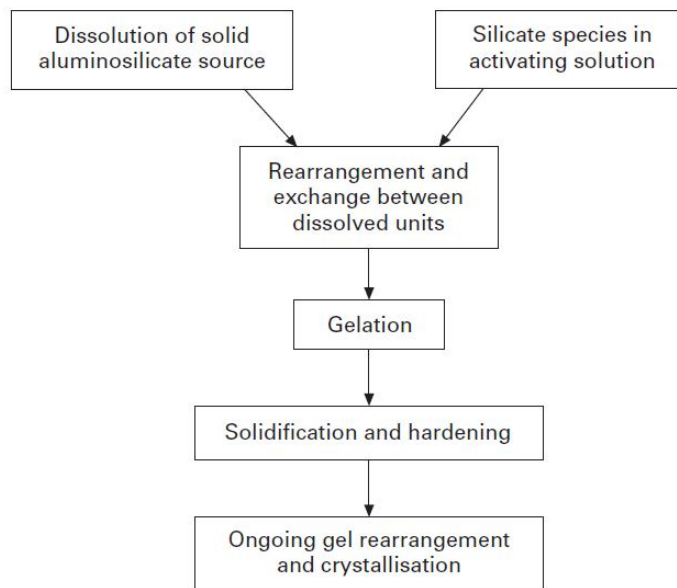 Dissolution of solid
aluminosilicate source
Silicate species in
activating solution
Rearrangement and
exchange between
dissolved units
Gelation
Solidification and hardening
Ongoing gel rearrangement
and crystallisation